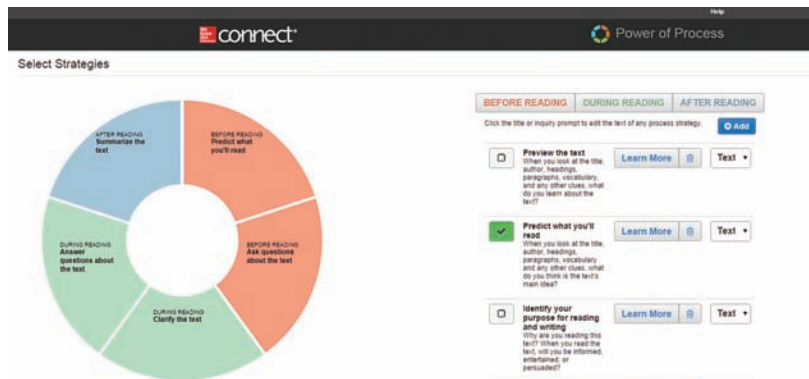 Help
Mc
Graw
Hill
Education
connect®
Power of Process
Select Strategies
AFTER READING
Summarize the
text
BEFORE READING
Predict what
you'll read
DURING READING
Answer
questions about
the text
BEFORE READING
Ask questions
about the text
DURING READING
Clarify the text
BEFORE READING
DURING READING
AFTER READING
Click the title or inquiry prompt to edit the text of any process strategy.
Add
Preview the text
When you look at the title,
author, headings,
paragraphs, vocabulary,
and any other clues, what
do you learn about the
text?
Learn More
Text
Predict what you'll
read
When you look at the title,
author, headings,
paragraphs, vocabulary
and any other clues, what
do you think is the text's
main idea?
Learn More
Text
Identify your
purpose for reading
and writing
Why are you reading this
text? When you read the
text, will you be informed,
entertained, or
persuaded?
Learn More
Text